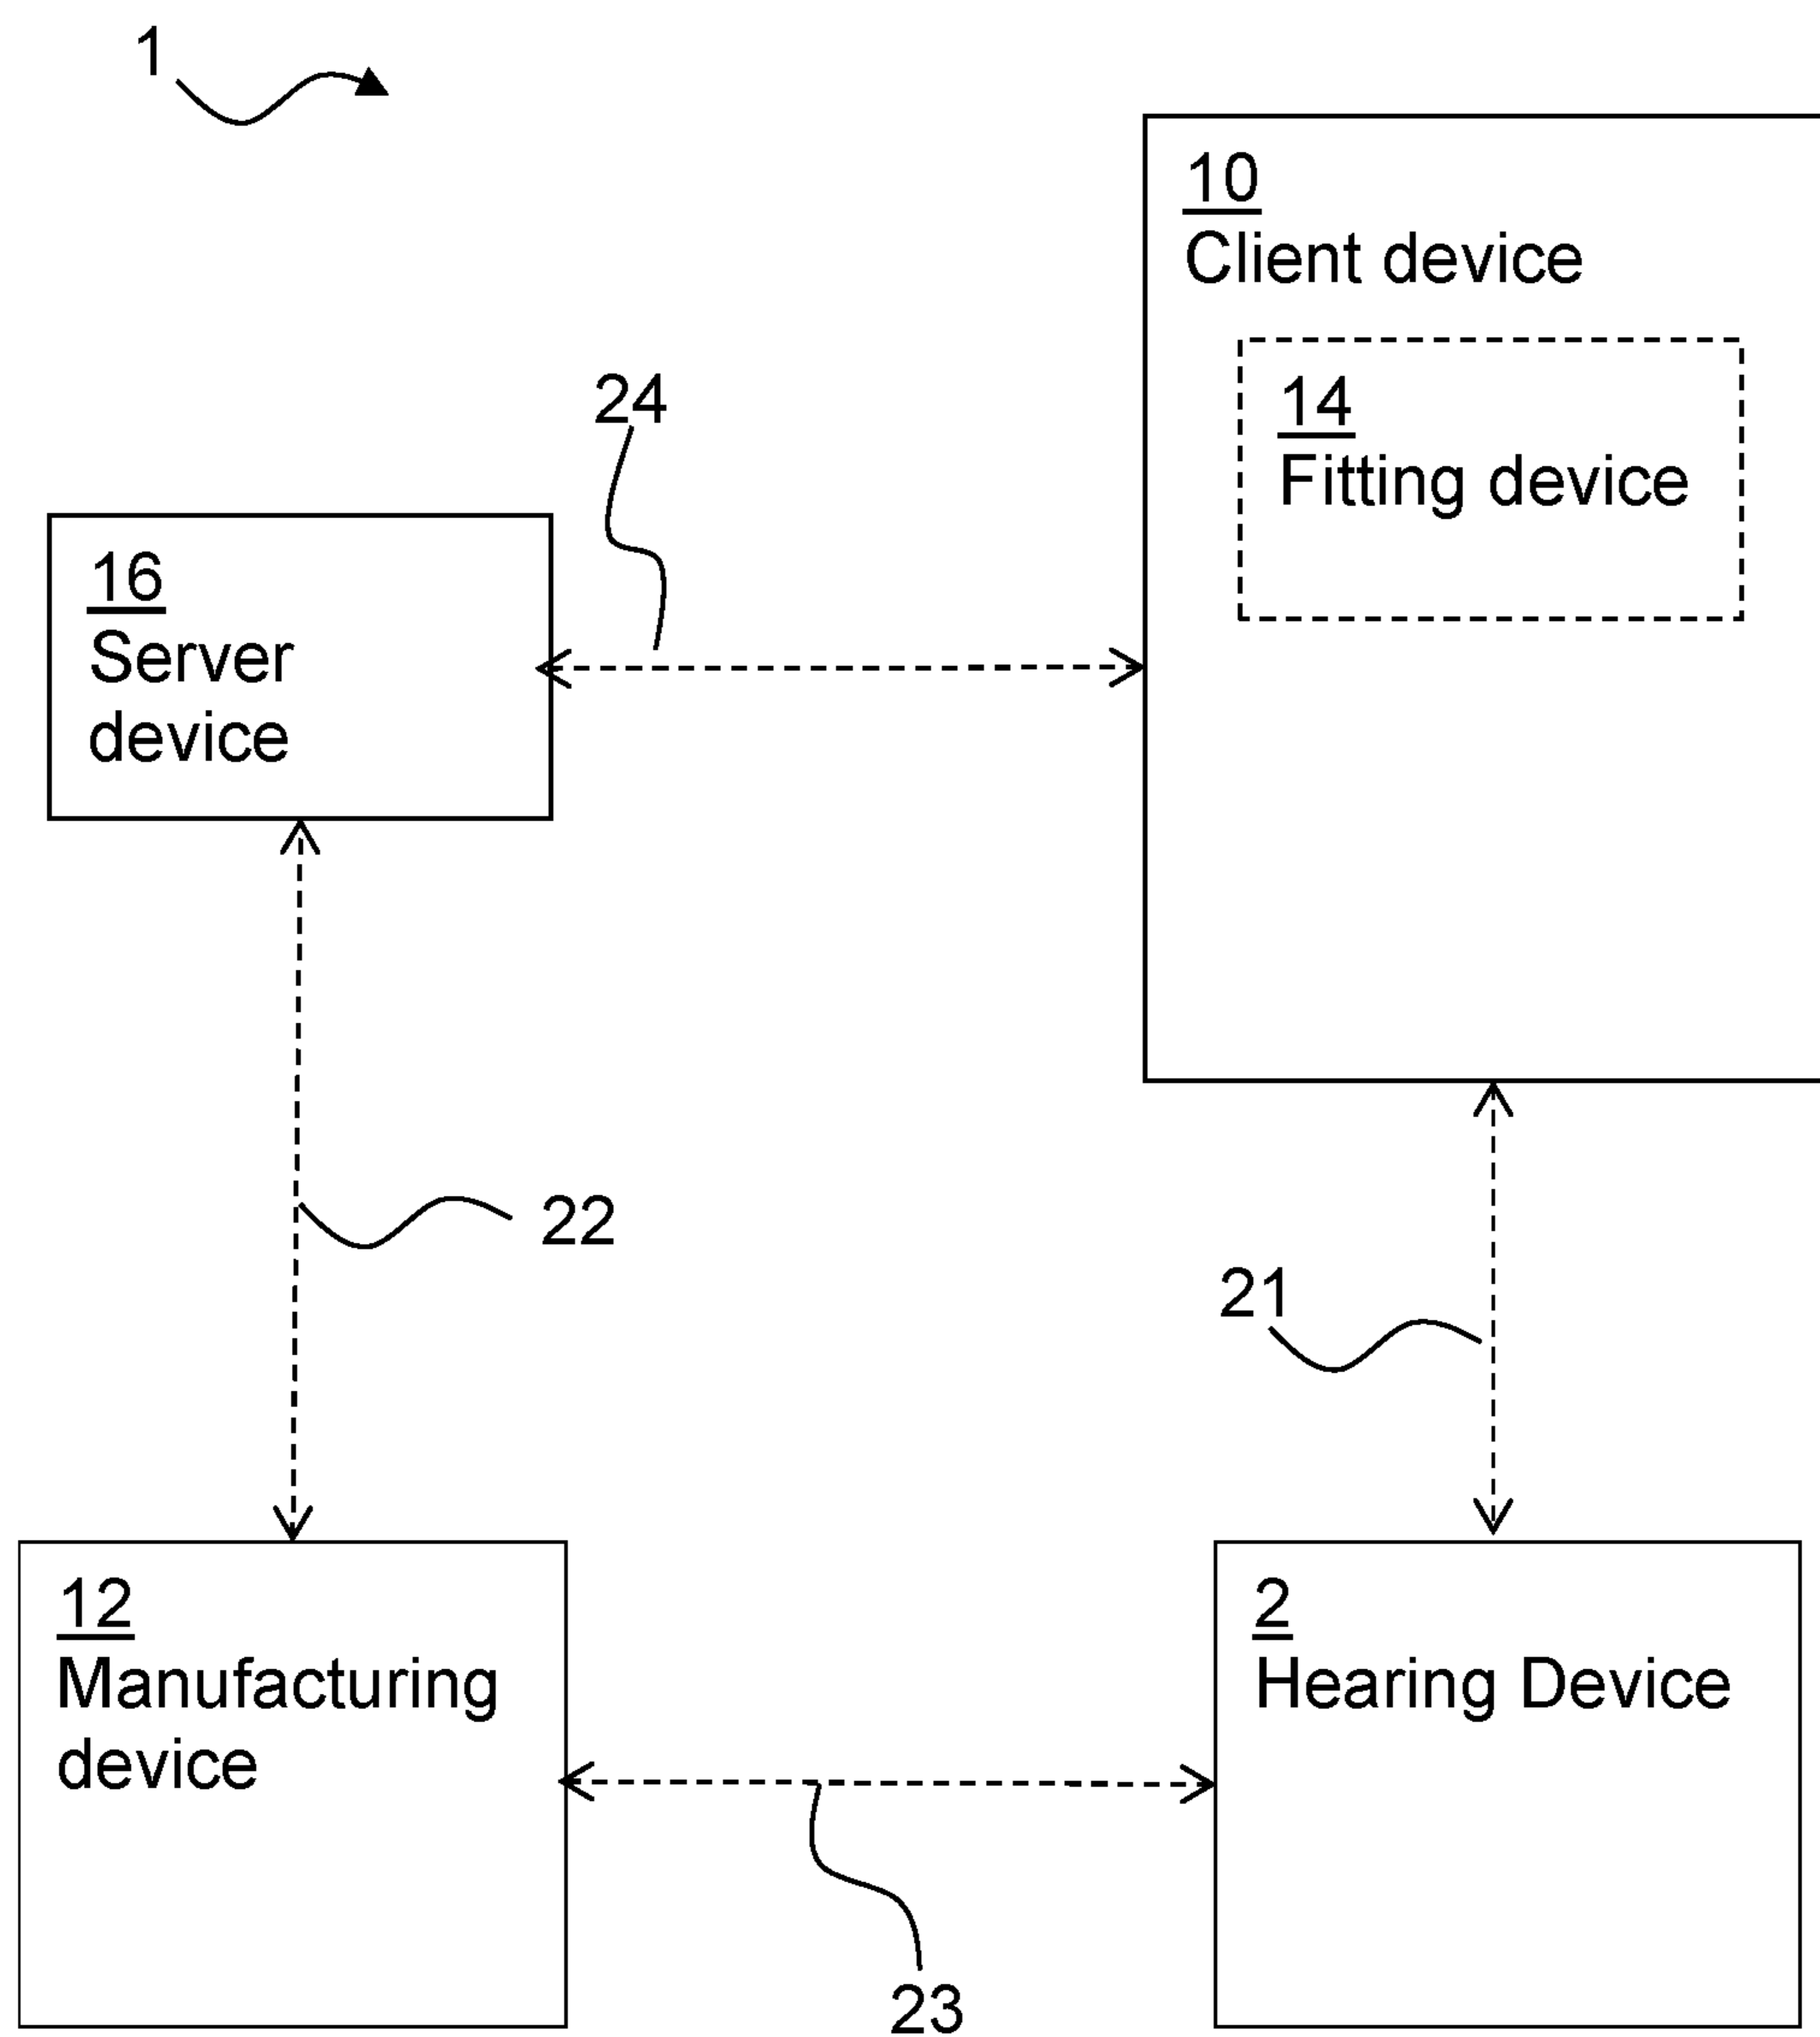 1
10
Client device
14
Fitting device
24
16
Server
device
22
21
12
Manufacturing
device
2
Hearing Device
23